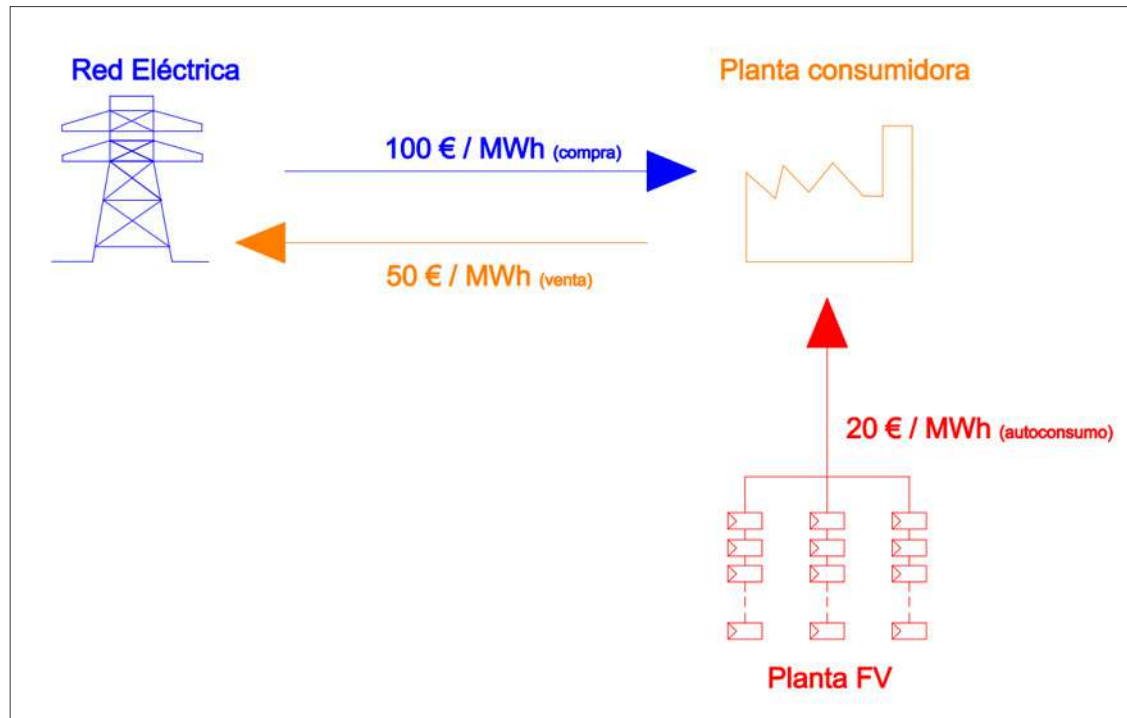 Red Eléctrica
Planta consumidora
100 € / MWh (compra)
50 € / MWh (venta)
20 € / MWh (autoconsumo)
Planta FV